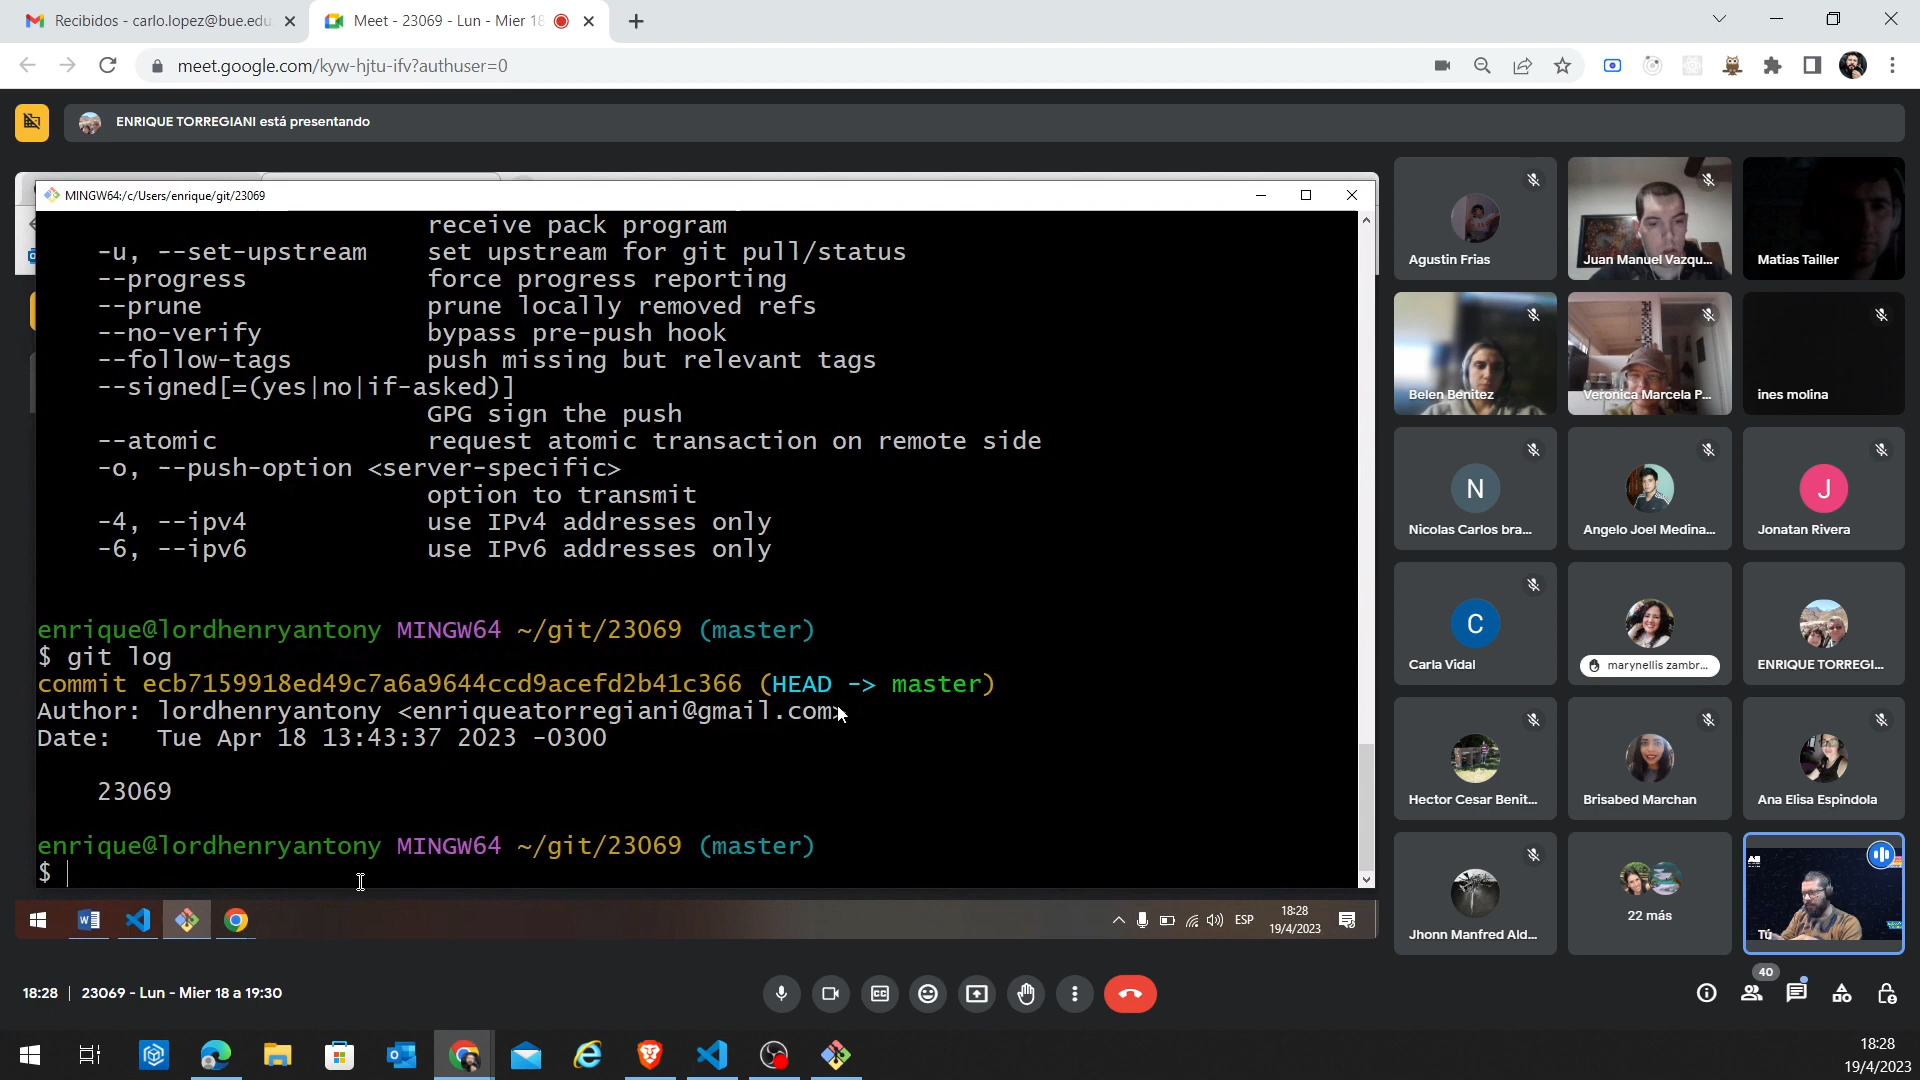 Recibidos - carlo.lopez@bue.edu
Meet - 23069 - Lun - Mier 18
meet.google.com/kyw-hjtu-ifv?authuser=0
ENRIQUE TORREGIANI está presentando
MINGW64:/c/Users/enrique/git/23069
receive pack program
-u, --set-upstream set upstream for git pull/status
--progress force progress reporting
--prune prune locally removed refs
--no-verify bypass pre-push hook
--follow-tags push missing but relevant tags
--signed[=(yes|no|if-asked)]
GPG sign the push
--atomic request atomic transaction on remote side
-o, --push-option <server-specific>
option to transmit
-4, --ipv4 use IPv4 addresses only
-6, --ipv6 use IPv6 addresses only
enrique@lordhenryantony MINGW64 ~/git/23069 (master)
$ git log
commit ecb7159918ed49c7a6a9644ccd9acefd2b41c366 (HEAD -> master)
Author: lordhenryantony <enriqueatorregiani@gmail.com>
Date: Tue Apr 18 13:43:37 2023 -0300
23069
enrique@lordhenryantony MINGW64 ~/git/23069 (master)
$
ESP
18:28
19/4/2023
Agustin Frias
Juan Manuel Vazqu...
Matias Tailler
Belen Benitez
Veronica Marcela P...
ines molina
N
J
Nicolas Carlos bra...
Angelo Joel Medina...
Jonatan Rivera
C
Carla Vidal
marynellis zambr...
ENRIQUE TORREGI...
Hector Cesar Benit...
Brisabed Marchan
Ana Elisa Espindola
Jhonn Manfred Ald...
22 más
Tú
18:28 | 23069 - Lun - Mier 18 a 19:30
40
18:28
19/4/2023